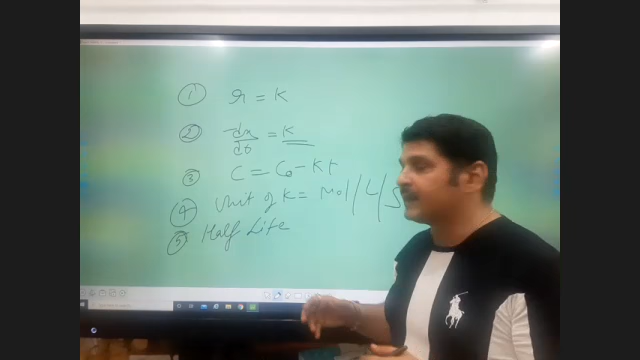 ① r = K
② dx/dt = K
③ C = C₀ - Kt
④ Unit of K = Mol/L/S
⑤ Half Life